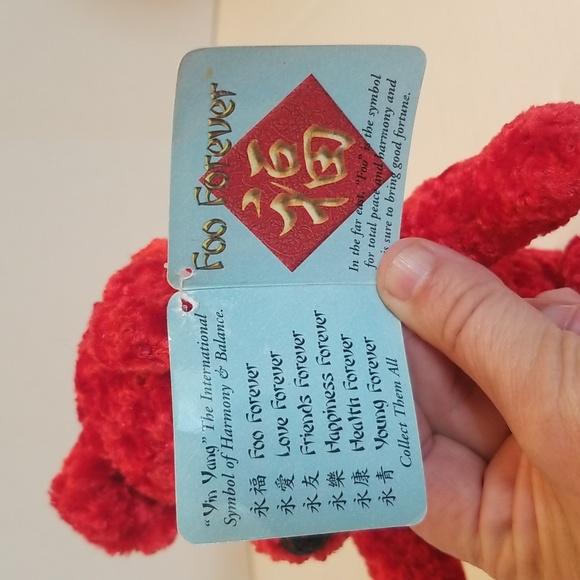 Foo Forever
福
In the far east, "Foo" is the symbol
for total peace and harmony and
is sure to bring good fortune.
"Yin Yang" The International
Symbol of Harmony & Balance.
永福 Foo Forever
永愛 Love Forever
永友 Friends Forever
永樂 Happiness Forever
永康 Health Forever
永青 Young Forever
Collect Them All